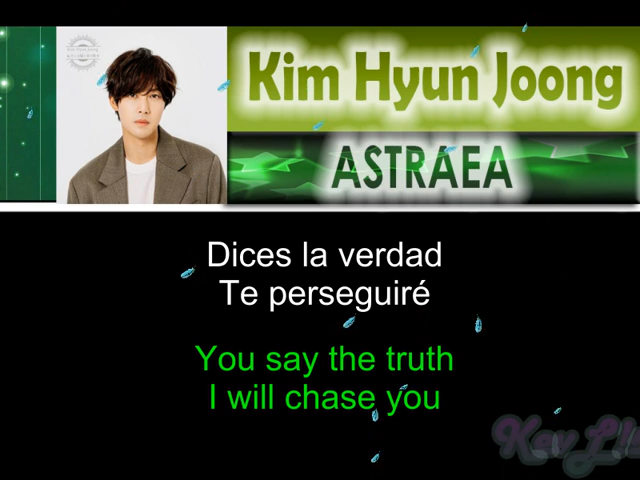 Kim Hyun Joong
ASTRAEA
Dices la verdad
Te perseguiré
You say the truth
I will chase you